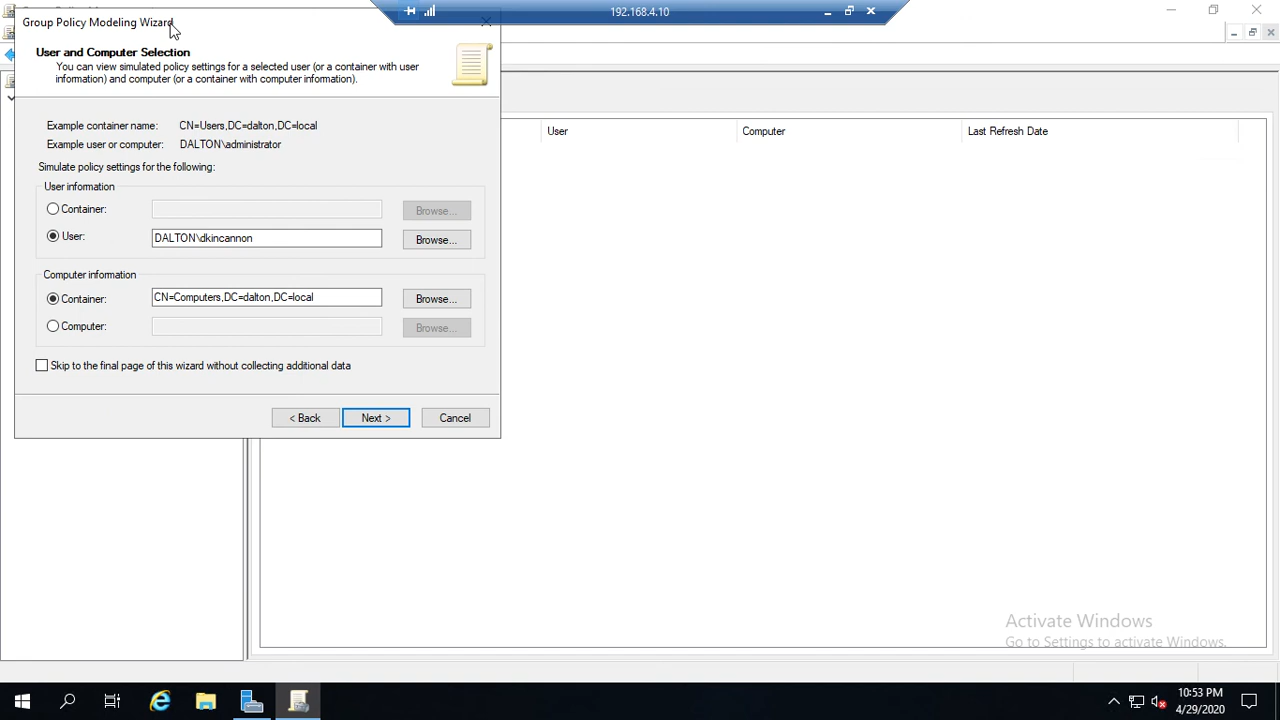 Group Policy Modeling Wizard
192.168.4.10
User and Computer Selection
You can view simulated policy settings for a selected user (or a container with user
information) and computer (or a container with computer information).
Example container name: CN=Users,DC=dalton,DC=local
Example user or computer: DALTON\administrator
Simulate policy settings for the following:
User information
Container:
Browse...
User:
DALTON\dkincannon
Browse...
Computer information
Container:
CN=Computers,DC=dalton,DC=local
Browse...
Computer:
Browse...
Skip to the final page of this wizard without collecting additional data
< Back
Next >
Cancel
User
Computer
Last Refresh Date
Activate Windows
Go to Settings to activate Windows.
10:53 PM
4/29/2020